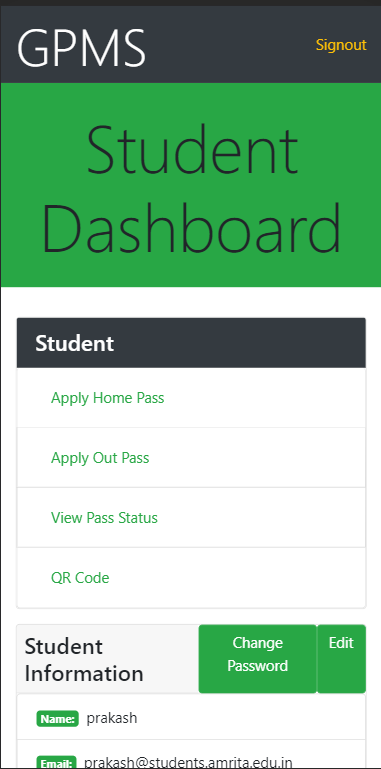 GPMS
Signout
Student
Dashboard
Student
Apply Home Pass
Apply Out Pass
View Pass Status
QR Code
Student
Information
Change
Password
Edit
Name: prakash
Email: prakash@students.amrita.edu.in